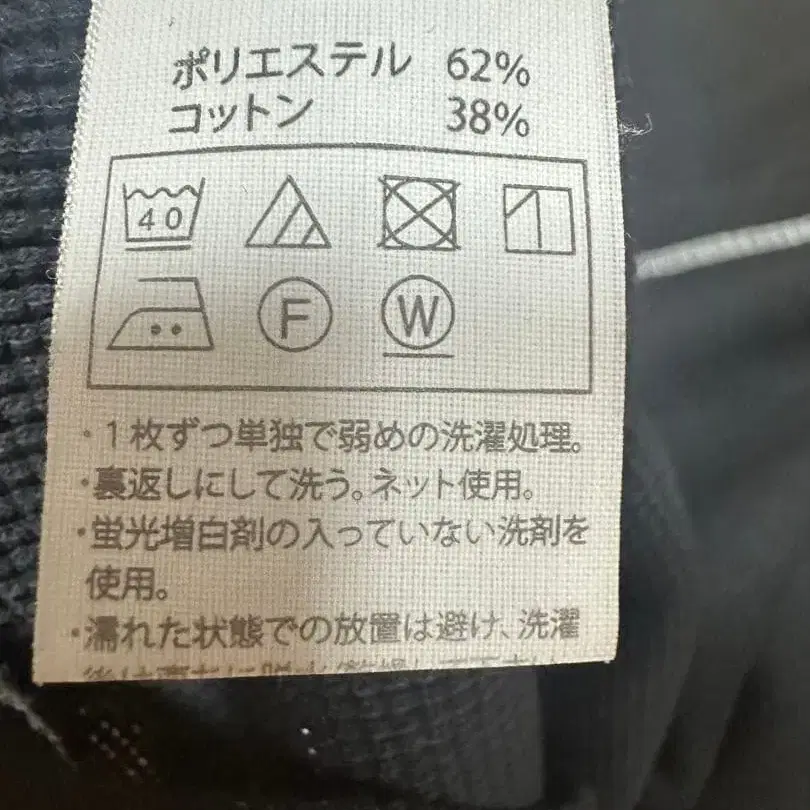 ポリエステル 62%
コットン 38%
40
F W
・1枚ずつ単独で弱めの洗濯処理。
・裏返しにして洗う。ネット使用。
・蛍光増白剤の入っていない洗剤を
使用。
・濡れた状態での放置は避け、洗濯